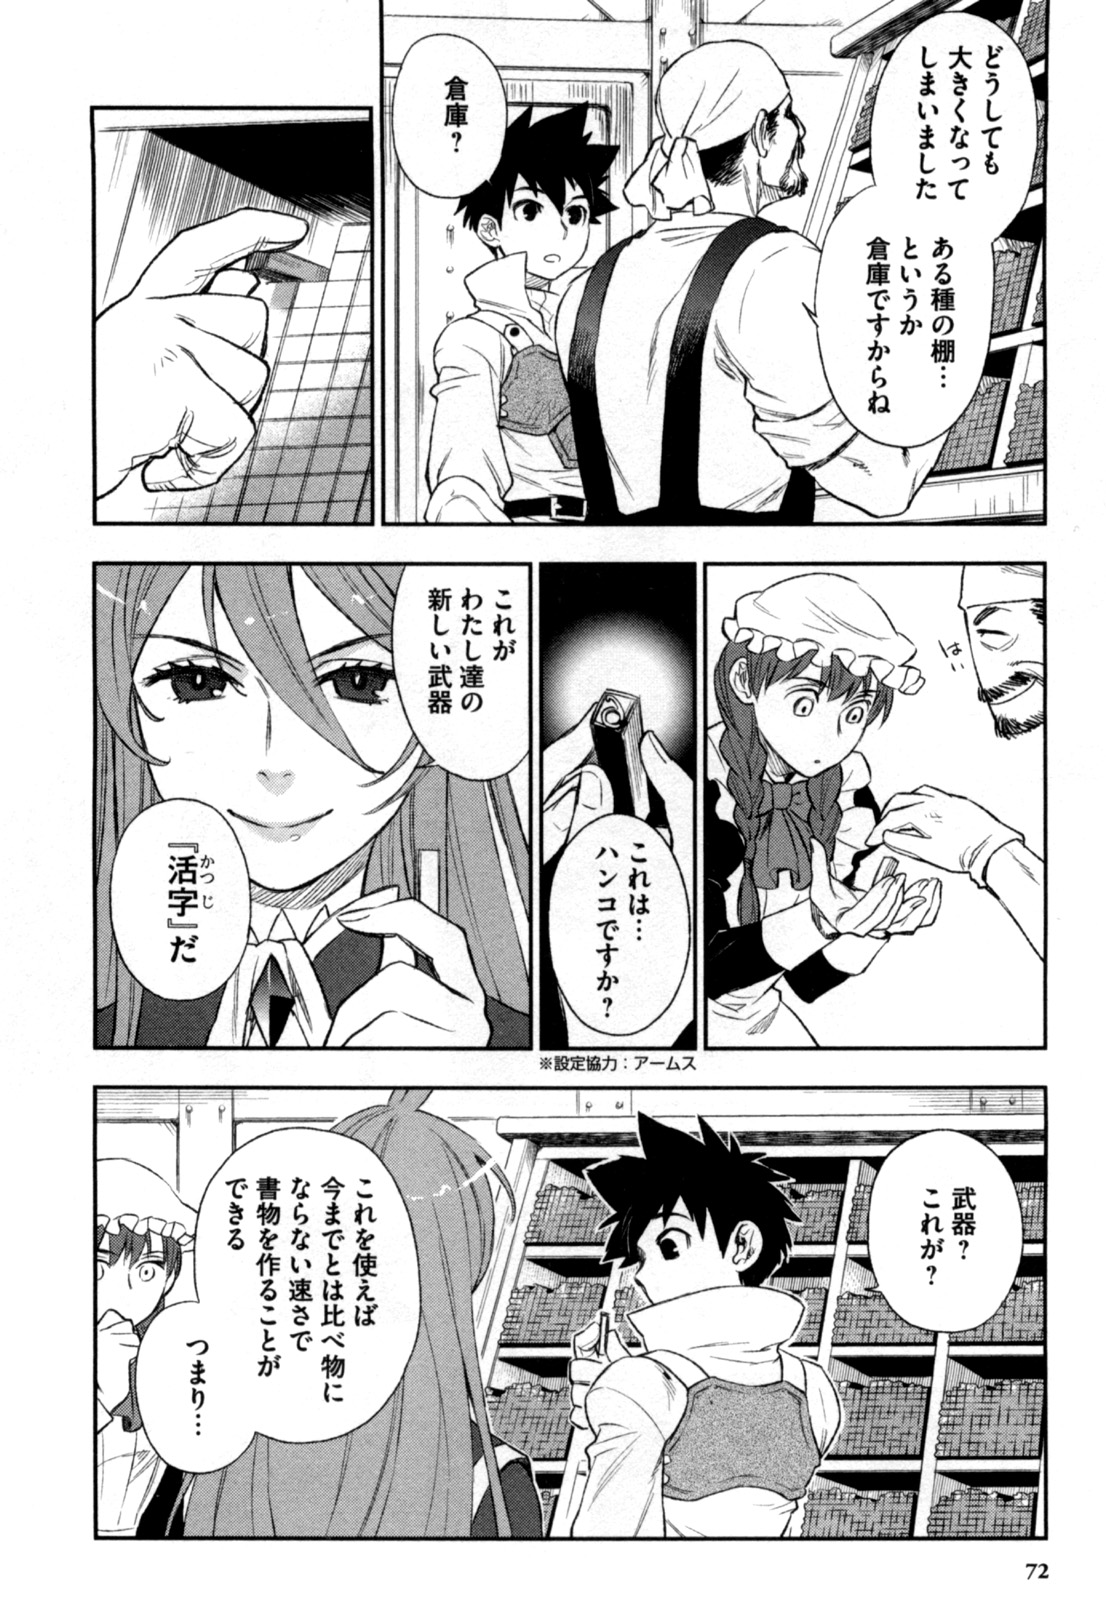 どうしても
大きくなって
しまいました
ある種の棚…
というか
倉庫ですからね
倉庫？
はい
これは…
ハンコですか？
これが
わたし達の
新しい武器
『活字』だ
かつじ
※設定協力：アームス
武器？
これが？
これを使えば
今までとは比べ物に
ならない速さで
書物を作ることが
できる
つまり…
72